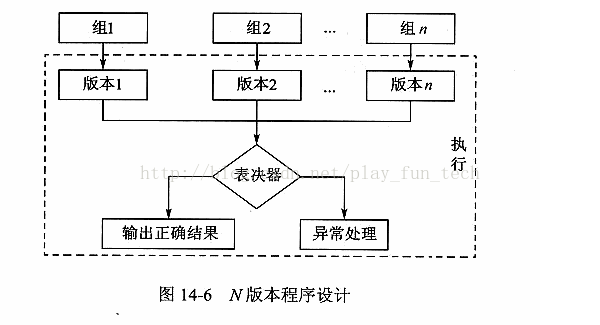 组1 组2 ... 组n
版本1 版本2 ... 版本n
执行
表决器
输出正确结果 异常处理
图 14-6 N版本程序设计